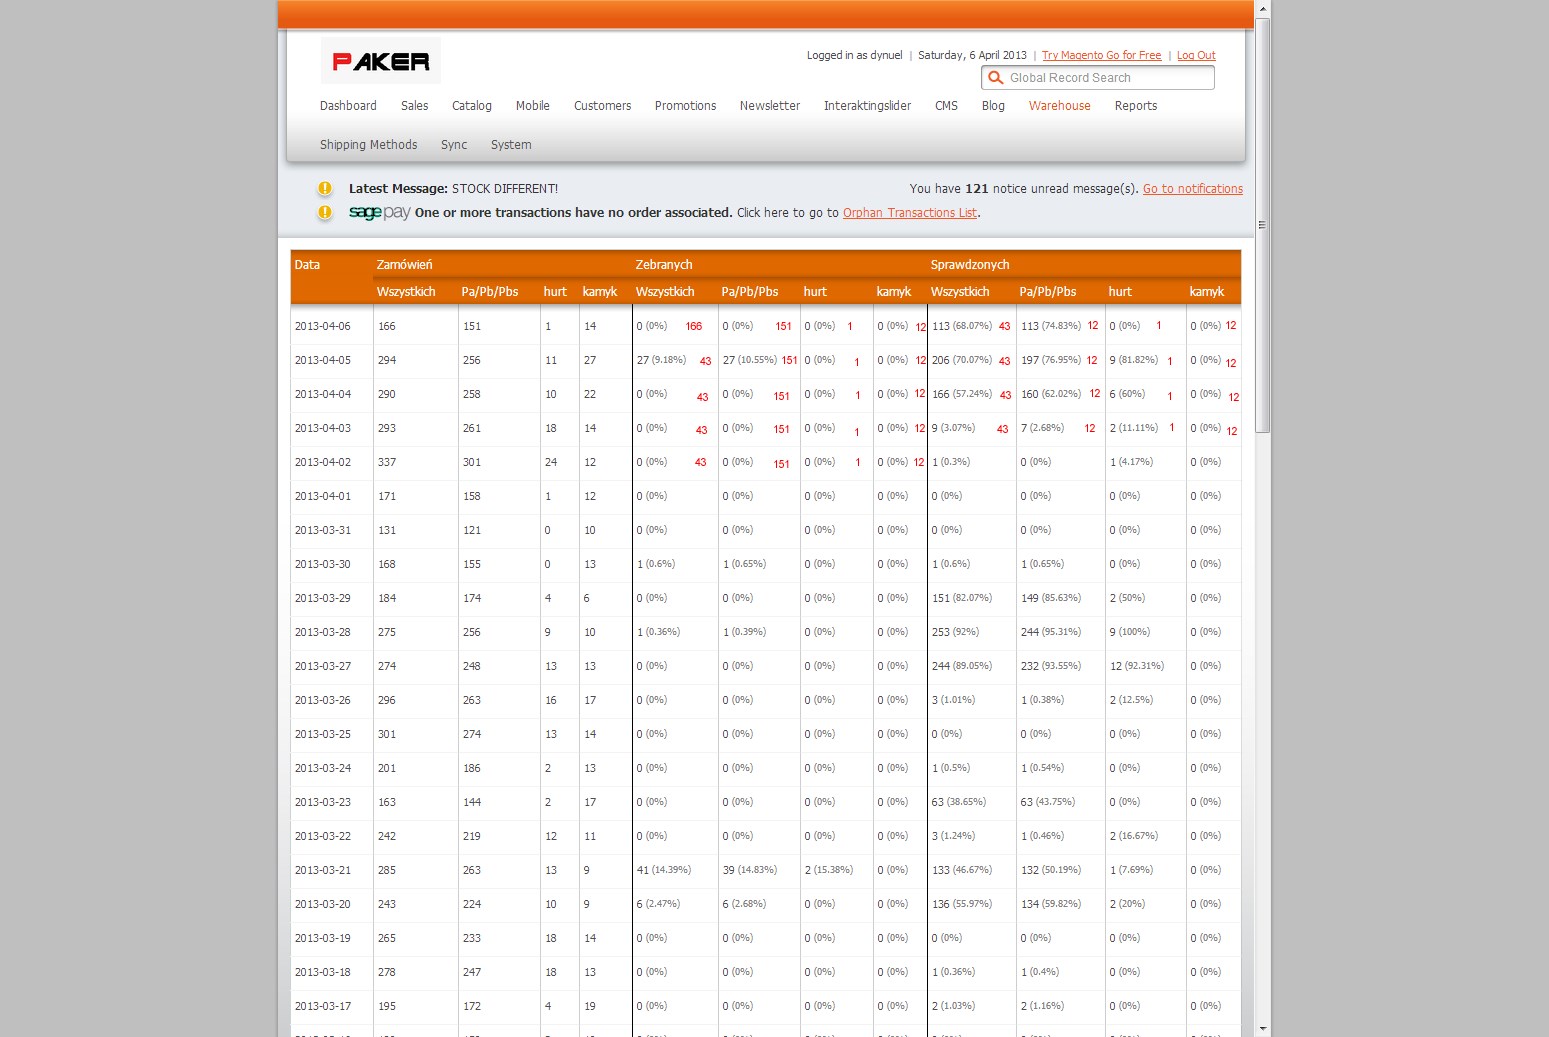 PAKER
Logged in as dynuel | Saturday, 6 April 2013 | Try Magento Go for Free | Log Out
Global Record Search
Dashboard Sales Catalog Mobile Customers Promotions Newsletter Interaktingslider CMS Blog Warehouse Reports
Shipping Methods Sync System
Latest Message: STOCK DIFFERENT! You have 121 notice unread message(s). Go to notifications
sage pay One or more transactions have no order associated. Click here to go to Orphan Transactions List.
Data Zamówień Zebranych Sprawdzonych
Wszystkich Pa/Pb/Pbs hurt kamyk Wszystkich Pa/Pb/Pbs hurt kamyk Wszystkich Pa/Pb/Pbs hurt kamyk
2013-04-06 166 151 1 14 0 (0%) 166 0 (0%) 151 0 (0%) 1 0 (0%) 12 113 (68.07%) 43 113 (74.83%) 12 0 (0%) 1 0 (0%) 12
2013-04-05 294 256 11 27 27 (9.18%) 43 27 (10.55%) 151 0 (0%) 1 0 (0%) 12 206 (70.07%) 43 197 (76.95%) 12 9 (81.82%) 1 0 (0%) 12
2013-04-04 290 258 10 22 0 (0%) 43 0 (0%) 151 0 (0%) 1 0 (0%) 12 166 (57.24%) 43 160 (62.02%) 12 6 (60%) 1 0 (0%) 12
2013-04-03 293 261 18 14 0 (0%) 43 0 (0%) 151 0 (0%) 1 0 (0%) 12 9 (3.07%) 43 7 (2.68%) 12 2 (11.11%) 1 0 (0%) 12
2013-04-02 337 301 24 12 0 (0%) 43 0 (0%) 151 0 (0%) 1 0 (0%) 12 1 (0.3%) 0 (0%) 1 (4.17%) 0 (0%)
2013-04-01 171 158 1 12 0 (0%) 0 (0%) 0 (0%) 0 (0%) 0 (0%) 0 (0%) 0 (0%) 0 (0%)
2013-03-31 131 121 0 10 0 (0%) 0 (0%) 0 (0%) 0 (0%) 0 (0%) 0 (0%) 0 (0%) 0 (0%)
2013-03-30 168 155 0 13 1 (0.6%) 1 (0.65%) 0 (0%) 0 (0%) 1 (0.6%) 1 (0.65%) 0 (0%) 0 (0%)
2013-03-29 184 174 4 6 0 (0%) 0 (0%) 0 (0%) 0 (0%) 151 (82.07%) 149 (85.63%) 2 (50%) 0 (0%)
2013-03-28 275 256 9 10 1 (0.36%) 1 (0.39%) 0 (0%) 0 (0%) 253 (92%) 244 (95.31%) 9 (100%) 0 (0%)
2013-03-27 274 248 13 13 0 (0%) 0 (0%) 0 (0%) 0 (0%) 244 (89.05%) 232 (93.55%) 12 (92.31%) 0 (0%)
2013-03-26 296 263 16 17 0 (0%) 0 (0%) 0 (0%) 0 (0%) 3 (1.01%) 1 (0.38%) 2 (12.5%) 0 (0%)
2013-03-25 301 274 13 14 0 (0%) 0 (0%) 0 (0%) 0 (0%) 0 (0%) 0 (0%) 0 (0%) 0 (0%)
2013-03-24 201 186 2 13 0 (0%) 0 (0%) 0 (0%) 0 (0%) 1 (0.5%) 1 (0.54%) 0 (0%) 0 (0%)
2013-03-23 163 144 2 17 0 (0%) 0 (0%) 0 (0%) 0 (0%) 63 (38.65%) 63 (43.75%) 0 (0%) 0 (0%)
2013-03-22 242 219 12 11 0 (0%) 0 (0%) 0 (0%) 0 (0%) 3 (1.24%) 1 (0.46%) 2 (16.67%) 0 (0%)
2013-03-21 285 263 13 9 41 (14.39%) 39 (14.83%) 2 (15.38%) 0 (0%) 133 (46.67%) 132 (50.19%) 1 (7.69%) 0 (0%)
2013-03-20 243 224 10 9 6 (2.47%) 6 (2.68%) 0 (0%) 0 (0%) 136 (55.97%) 134 (59.82%) 2 (20%) 0 (0%)
2013-03-19 265 233 18 14 0 (0%) 0 (0%) 0 (0%) 0 (0%) 0 (0%) 0 (0%) 0 (0%) 0 (0%)
2013-03-18 278 247 18 13 0 (0%) 0 (0%) 0 (0%) 0 (0%) 1 (0.36%) 1 (0.4%) 0 (0%) 0 (0%)
2013-03-17 195 172 4 19 0 (0%) 0 (0%) 0 (0%) 0 (0%) 2 (1.03%) 2 (1.16%) 0 (0%) 0 (0%)